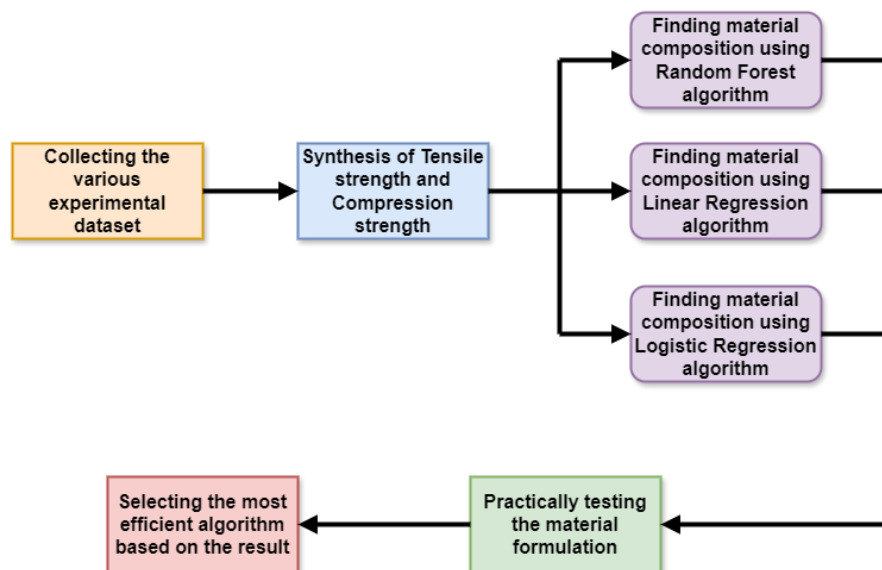 Collecting the
various
experimental
dataset
Synthesis of Tensile
strength and
Compression
strength
Finding material
composition using
Random Forest
algorithm
Finding material
composition using
Linear Regression
algorithm
Finding material
composition using
Logistic Regression
algorithm
Practically testing
the material
formulation
Selecting the most
efficient algorithm
based on the result